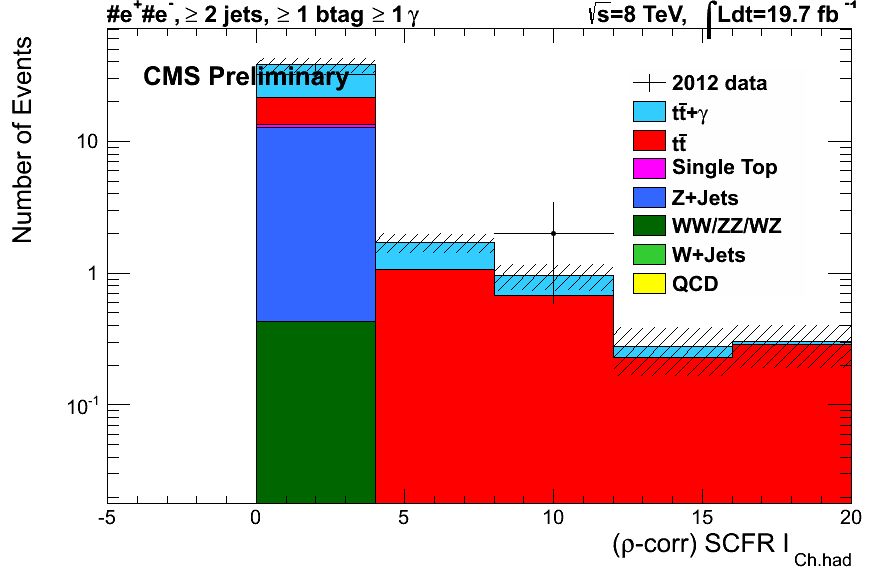 #e⁺#e⁻, ≥ 2 jets, ≥ 1 btag ≥ 1 γ
√s=8 TeV, ∫Ldt=19.7 fb⁻¹
CMS Preliminary
2012 data
tt̄+γ
tt̄
Single Top
Z+Jets
WW/ZZ/WZ
W+Jets
QCD
Number of Events
10
1
10⁻¹
-5 0 5 10 15 20
(ρ-corr) SCFR I_Ch.had